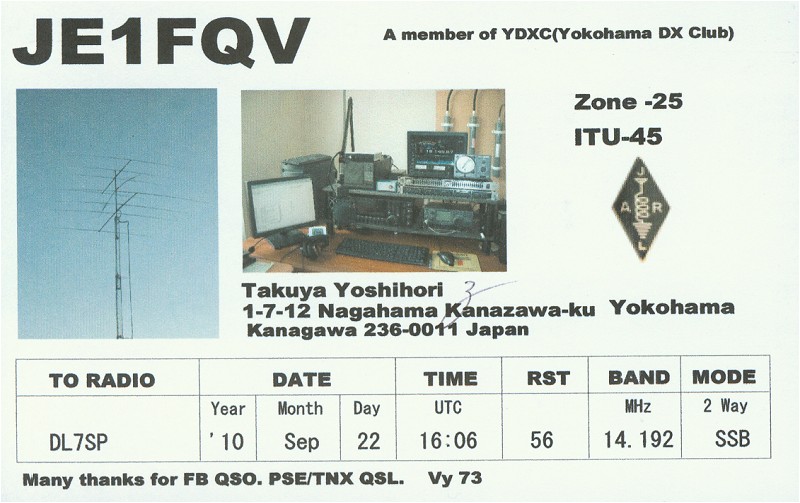 JE1FQV
A member of YDXC(Yokohama DX Club)
Zone -25
ITU-45
J
A R
L
Takuya Yoshihori
1-7-12 Nagahama Kanazawa-ku Yokohama
Kanagawa 236-0011 Japan
TO RADIO DATE TIME RST BAND MODE
Year Month Day UTC MHz 2 Way
DL7SP '10 Sep 22 16:06 56 14.192 SSB
Many thanks for FB QSO. PSE/TNX QSL. Vy 73